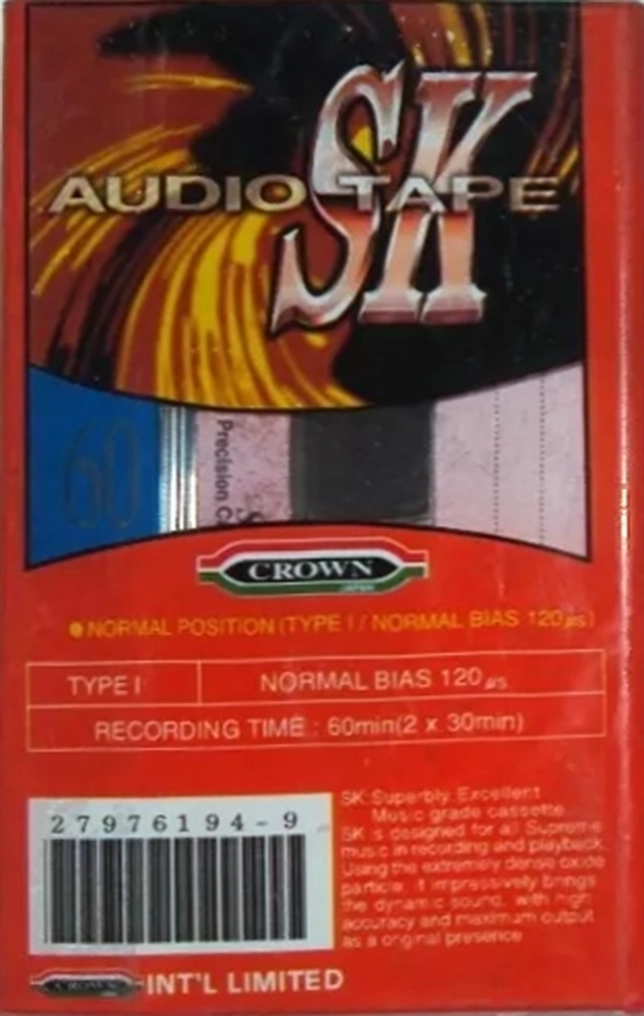 SK
AUDIO TAPE
60
Precision
CROWN
JAPAN
● NORMAL POSITION (TYPE I / NORMAL BIAS 120 µs)
TYPE I NORMAL BIAS 120 µs
RECORDING TIME : 60min(2 x 30min)
27976194-9
SK: Superbly Excellent
Music grade cassette
SK is designed for all Supreme
music in recording and playback.
Using the extremely dense oxide
particle. it impressively brings
the dynamic sound. with high
accuracy and maximum output
as a original presence
CROWN INT'L LIMITED